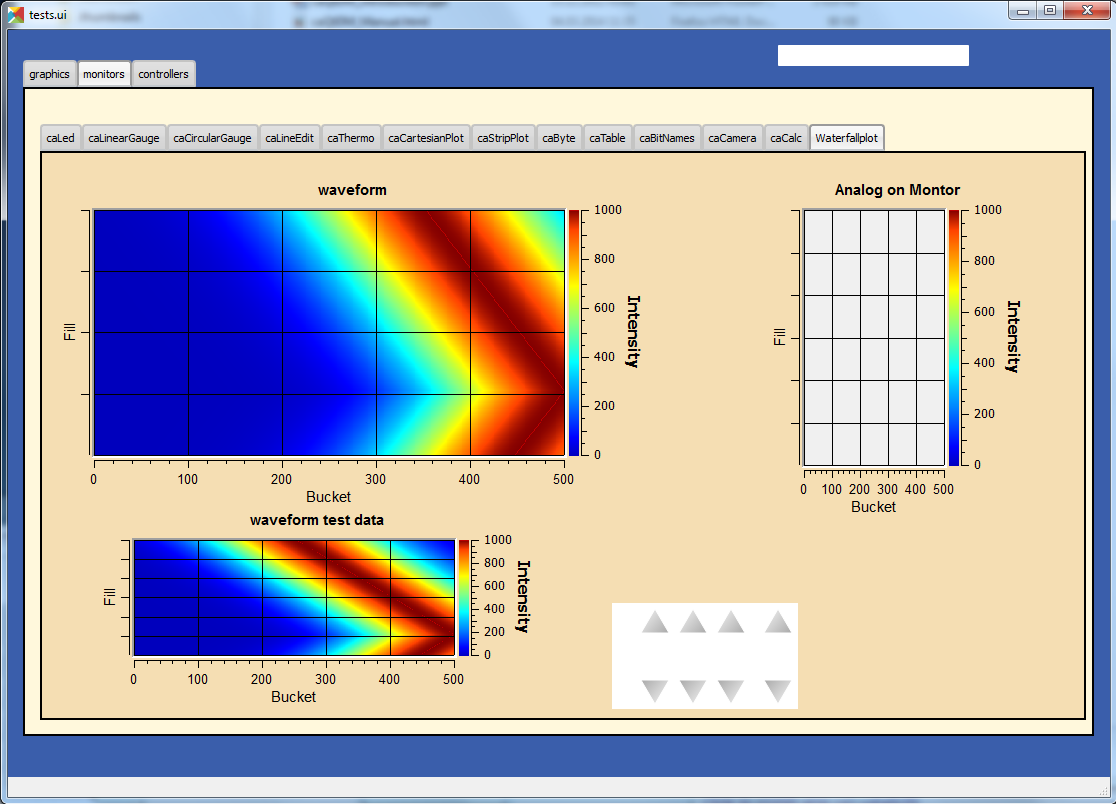 tests.ui
graphics monitors controllers
caLed caLinearGauge caCircularGauge caLineEdit caThermo caCartesianPlot caStripPlot caByte caTable caBitNames caCamera caCalc Waterfallplot
waveform
1000
800
600
400
200
0
Intensity
Fill
0 100 200 300 400 500
Bucket
Analog on Montor
1000
800
600
400
200
0
Intensity
Fill
0 100 200 300 400 500
Bucket
waveform test data
1000
800
600
400
200
0
Intensity
Fill
0 100 200 300 400 500
Bucket